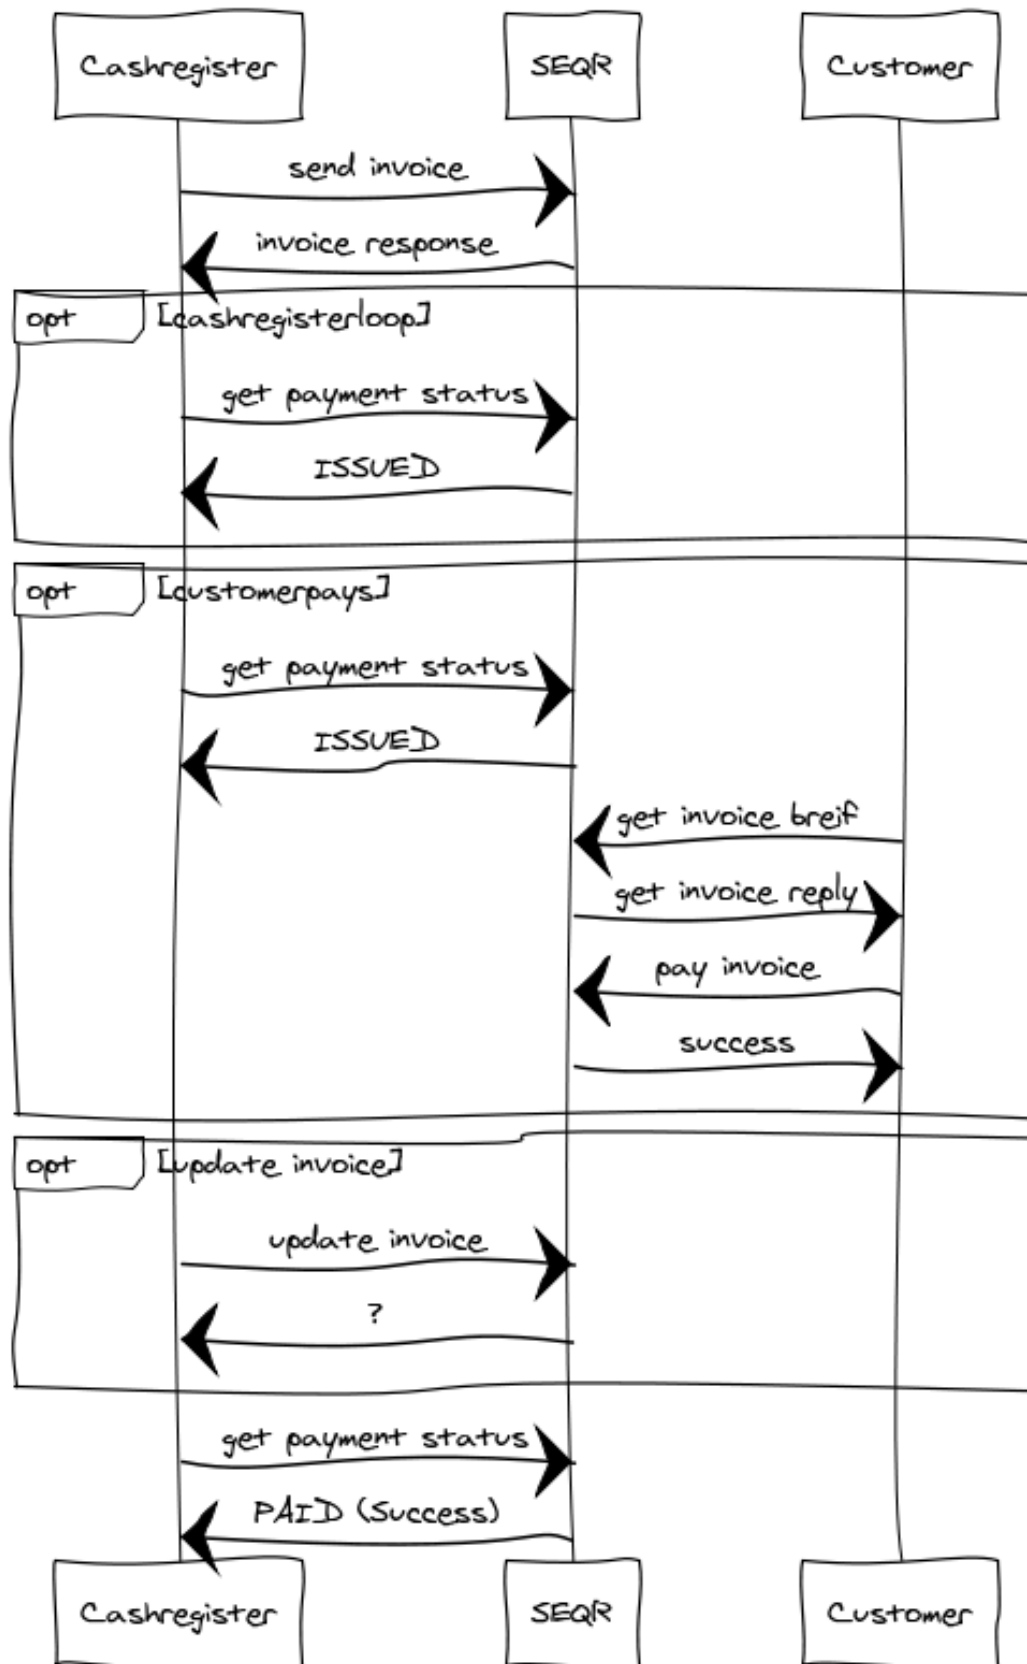 Cashregister SEQR Customer
send invoice
invoice response
opt [cashregisterloop]
get payment status
ISSUED
opt [customerpays]
get payment status
ISSUED
get invoice breif
get invoice reply
pay invoice
success
opt [update invoice]
update invoice
?
get payment status
PAID (Success)
Cashregister SEQR Customer